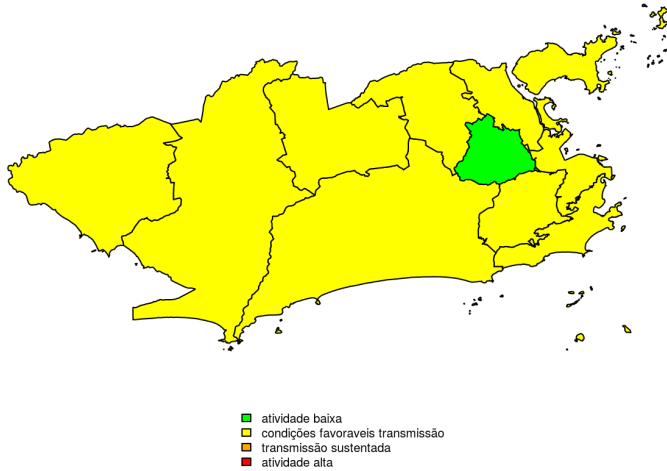 atividade baixa
condições favoraveis transmissão
transmissão sustentada
atividade alta